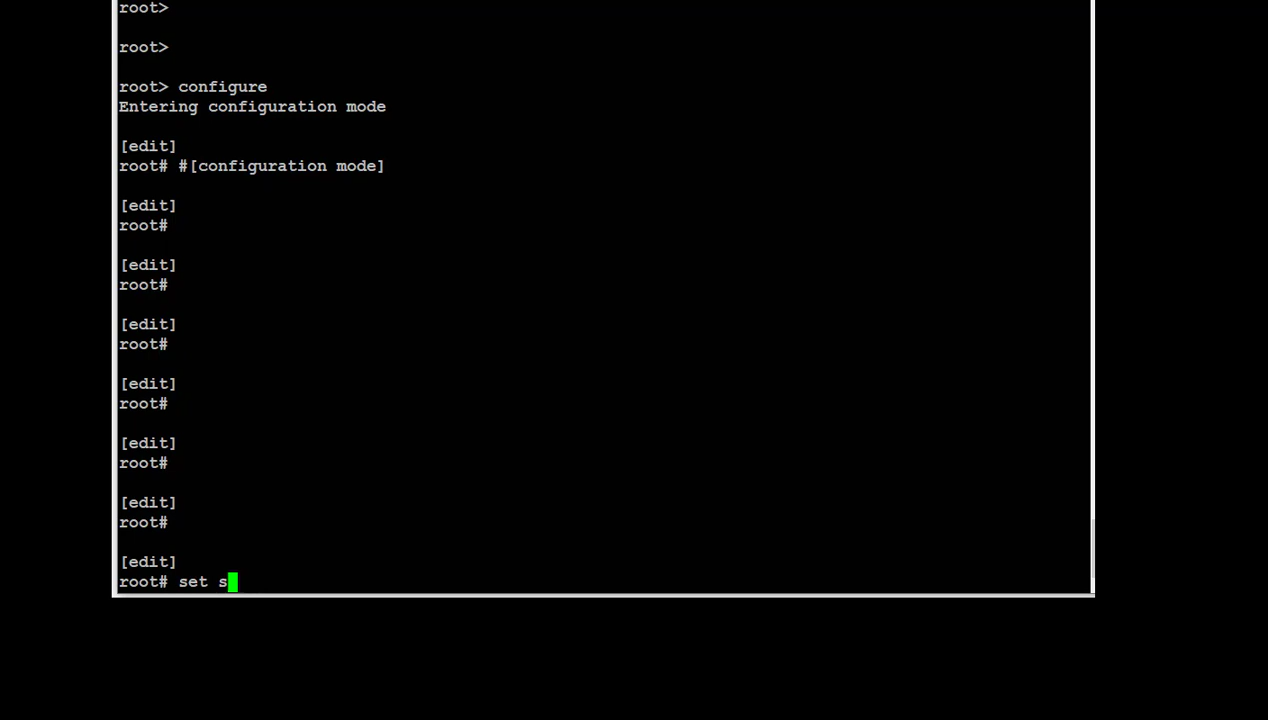 root>
root>
root> configure
Entering configuration mode
[edit]
root# #[configuration mode]
[edit]
root#
[edit]
root#
[edit]
root#
[edit]
root#
[edit]
root#
[edit]
root#
[edit]
root# set s